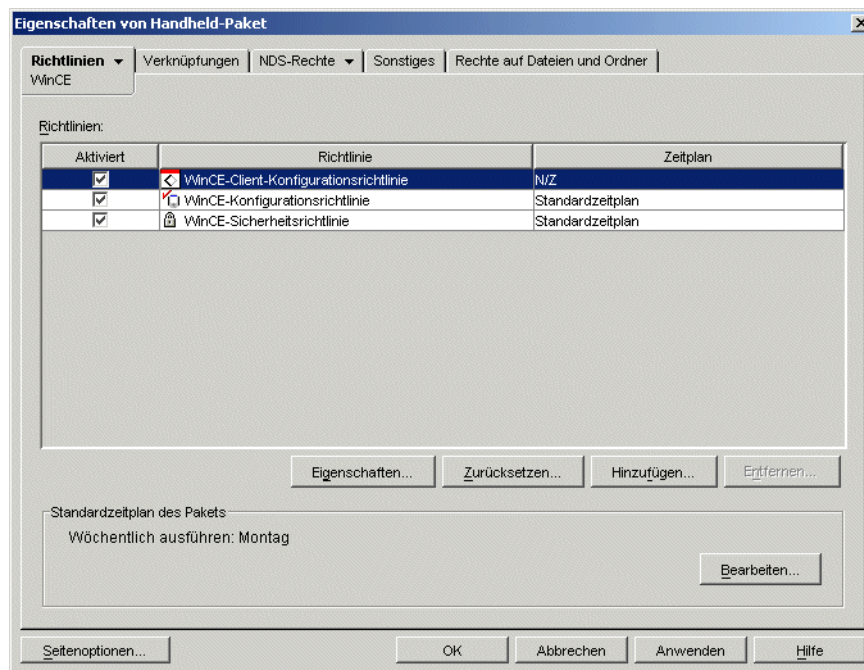 Eigenschaften von Handheld-Paket
Richtlinien Verknüpfungen NDS-Rechte Sonstiges Rechte auf Dateien und Ordner
WinCE
Richtlinien:
Aktiviert Richtlinie Zeitplan
WinCE-Client-Konfigurationsrichtlinie N/Z
WinCE-Konfigurationsrichtlinie Standardzeitplan
WinCE-Sicherheitsrichtlinie Standardzeitplan
Eigenschaften... Zurücksetzen... Hinzufügen... Entfernen...
Standardzeitplan des Pakets
Wöchentlich ausführen: Montag
Bearbeiten...
Seitenoptionen... OK Abbrechen Anwenden Hilfe